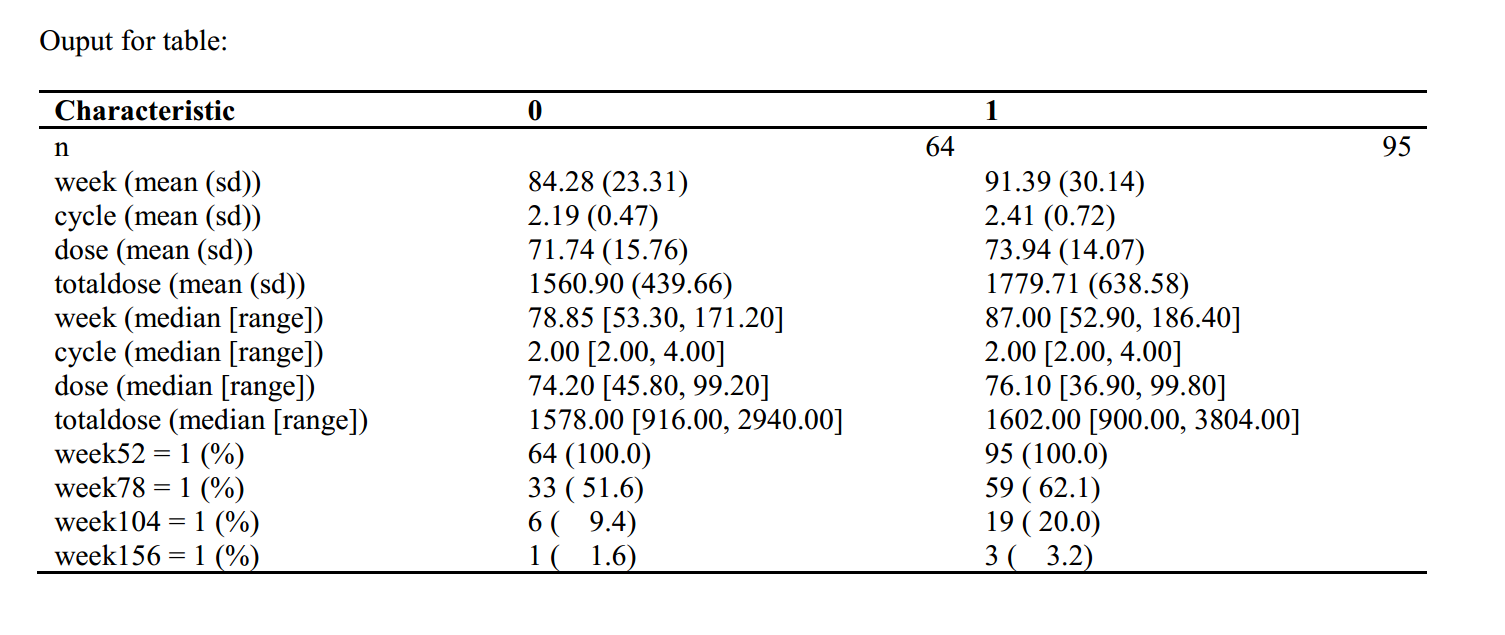 Ouput for table:
Characteristic 0 1
n 64 95
week (mean (sd)) 84.28 (23.31) 91.39 (30.14)
cycle (mean (sd)) 2.19 (0.47) 2.41 (0.72)
dose (mean (sd)) 71.74 (15.76) 73.94 (14.07)
totaldose (mean (sd)) 1560.90 (439.66) 1779.71 (638.58)
week (median [range]) 78.85 [53.30, 171.20] 87.00 [52.90, 186.40]
cycle (median [range]) 2.00 [2.00, 4.00] 2.00 [2.00, 4.00]
dose (median [range]) 74.20 [45.80, 99.20] 76.10 [36.90, 99.80]
totaldose (median [range]) 1578.00 [916.00, 2940.00] 1602.00 [900.00, 3804.00]
week52 = 1 (%) 64 (100.0) 95 (100.0)
week78 = 1 (%) 33 ( 51.6) 59 ( 62.1)
week104 = 1 (%) 6 (   9.4) 19 ( 20.0)
week156 = 1 (%) 1 (   1.6) 3 (   3.2)